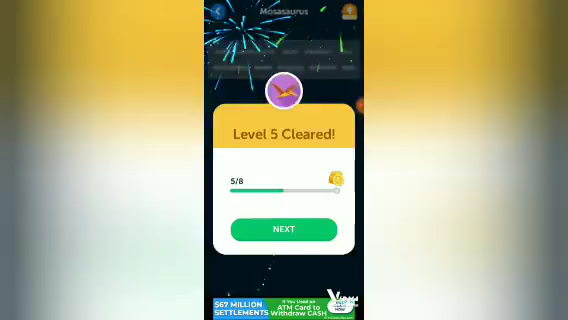 Mosasaurus
Level 5 Cleared!
5/8
NEXT
$67 MILLION
SETTLEMENTS
If You Used an
ATM Card to
Withdraw CASH
NOW